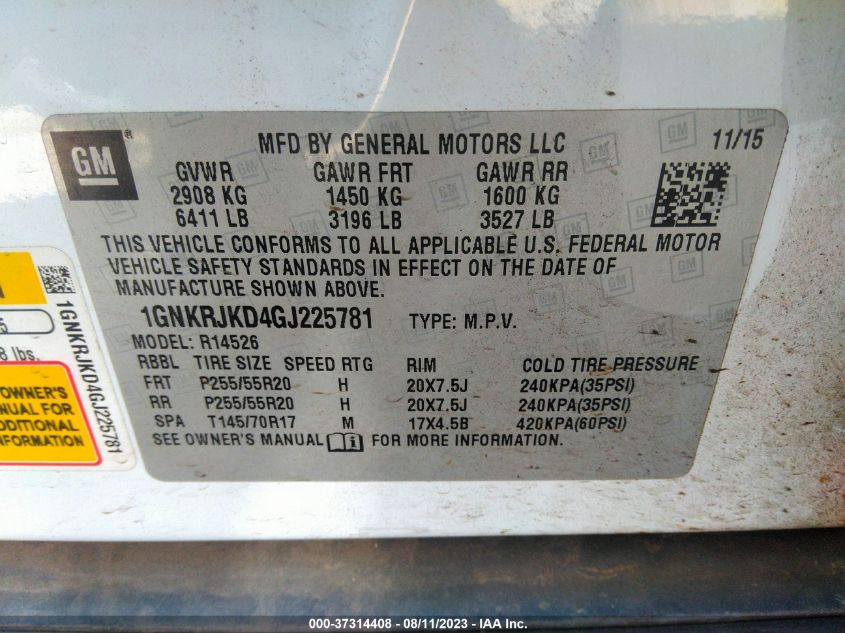 GM
MFD BY GENERAL MOTORS LLC 11/15
GVWR GAWR FRT GAWR RR
2908 KG 1450 KG 1600 KG
6411 LB 3196 LB 3527 LB
THIS VEHICLE CONFORMS TO ALL APPLICABLE U.S. FEDERAL MOTOR
VEHICLE SAFETY STANDARDS IN EFFECT ON THE DATE OF
MANUFACTURE SHOWN ABOVE.
1GNKRJKD4GJ225781 TYPE: M.P.V.
MODEL: R14526
RBBL TIRE SIZE SPEED RTG RIM COLD TIRE PRESSURE
FRT P255/55R20 H 20X7.5J 240KPA(35PSI)
RR P255/55R20 H 20X7.5J 240KPA(35PSI)
SPA T145/70R17 M 17X4.5B 420KPA(60PSI)
SEE OWNER'S MANUAL i FOR MORE INFORMATION.
8 lbs.
OWNER'S
ANUAL FOR
DDITIONAL
FORMATION
1GNKRJKD4GJ225781
000-37314408 - 08/11/2023 - IAA Inc.